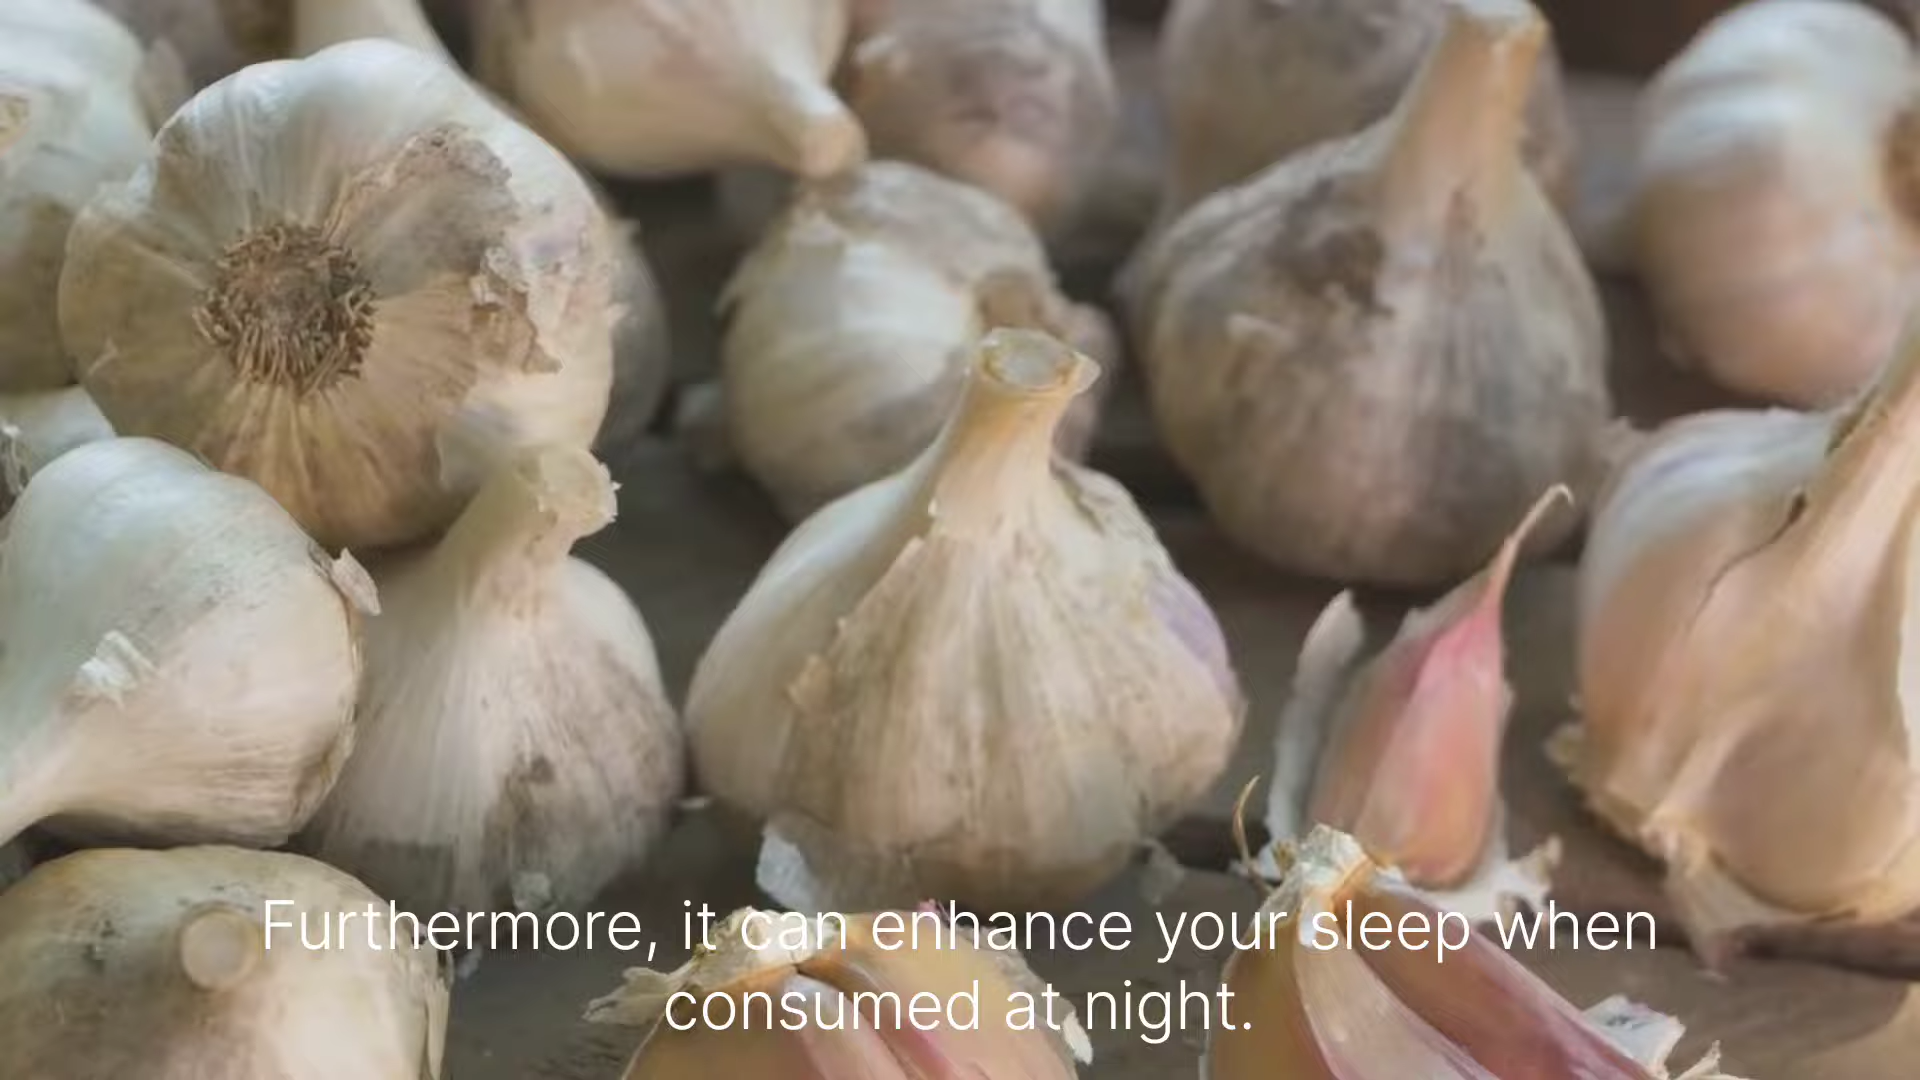 Furthermore, it can enhance your sleep when
consumed at night.